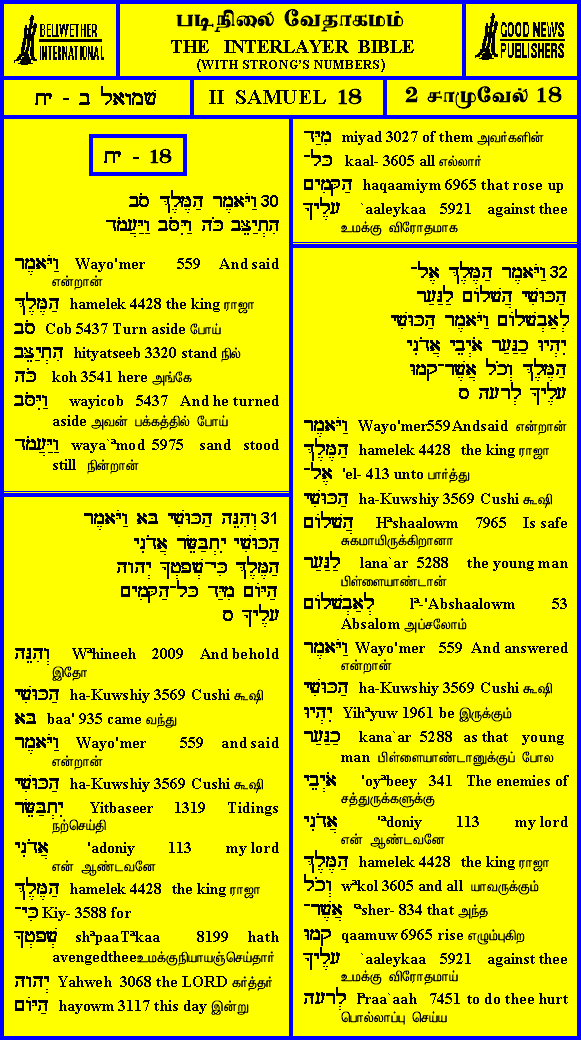 BELLWETHER
INTERNATIONAL
படிநிலை வேதாகமம்
THE INTERLAYER BIBLE
(WITH STRONG'S NUMBERS)
GOOD NEWS
PUBLISHERS
שמואל ב - יח
II SAMUEL 18
2 சாமுவேல் 18
יח - 18
30 וַיֹּאמֶר הַמֶּלֶךְ סֹב
הִתְיַצֵּב כֹּה וַיִּסֹּב וַיַּעֲמֹד
וַיֹּאמֶר Wayo'mer 559 And said
என்றான்
הַמֶּלֶךְ hamelek 4428 the king ராஜா
סֹב Cob 5437 Turn aside போய்
הִתְיַצֵּב hityatseeb 3320 stand நில்
כֹּה koh 3541 here அங்கே
וַיִּסֹּב wayicob 5437 And he turned
aside அவன் பக்கத்தில் போய்
וַיַּעֲמֹד waya`ªmod 5975 sand stood
still நின்றான்
31 וְהִנֵּה הַכּוּשִׁי בָּא וַיֹּאמֶר
הַכּוּשִׁי יִתְבַּשֵּׂר אֲדֹנִי
הַמֶּלֶךְ כִּי־שְׁפָטְךָ יְהוָה
הַיּוֹם מִיַּד כָּל־הַקָּמִים
עָלֶיךָ ס
וְהִנֵּה Wªhineeh 2009 And behold
இதோ
הַכּוּשִׁי ha-Kuwshiy 3569 Cushi கூஷி
בָּא baa' 935 came வந்து
וַיֹּאמֶר Wayo'mer 559 and said
என்றான்
הַכּוּשִׁי ha-Kuwshiy 3569 Cushi கூஷி
יִתְבַּשֵּׂר Yitbaseer 1319 Tidings
நற்செய்தி
אֲדֹנִי 'adoniy 113 my lord
என் ஆண்டவனே
הַמֶּלֶךְ hamelek 4428 the king ராஜா
כִּי־ Kiy- 3588 for
שְׁפָטְךָ shªpaaTªkaa 8199 hath
avengedtheeஉமக்குநியாயஞ்செய்தார்
יְהוָה Yahweh 3068 the LORD கர்த்தர்
הַיּוֹם hayowm 3117 this day இன்று
מִיַּד miyad 3027 of them அவர்களின்
כָּל־ kaal- 3605 all எல்லார்
הַקָּמִים haqaamiym 6965 that rose up
עָלֶיךָ `aaleykaa 5921 against thee
உமக்கு விரோதமாக
32 וַיֹּאמֶר הַמֶּלֶךְ אֶל־
הַכּוּשִׁי הֲשָׁלוֹם לַנַּעַר
לְאַבְשָׁלוֹם וַיֹּאמֶר הַכּוּשִׁי
יִהְיוּ כַנַּעַר אֹיְבֵי אֲדֹנִי
הַמֶּלֶךְ וְכֹל אֲשֶׁר־קָמוּ
עָלֶיךָ לְרָעָה ס
וַיֹּאמֶר Wayo'mer559Andsaid என்றான்
הַמֶּלֶךְ hamelek 4428 the king ராஜா
אֶל־ 'el- 413 unto பார்த்து
הַכּוּשִׁי ha-Kuwshiy 3569 Cushi கூஷி
הֲשָׁלוֹם Hªshaalowm 7965 Is safe
சுகமாயிருக்கிறானா
לַנַּעַר lana`ar 5288 the young man
பிள்ளையாண்டான்
לְאַבְשָׁלוֹם lª-'Abshaalowm 53
Absalom அப்சலோம்
וַיֹּאמֶר Wayo'mer 559 And answered
என்றான்
הַכּוּשִׁי ha-Kuwshiy 3569 Cushi கூஷி
יִהְיוּ Yihªyuw 1961 be இருக்கும்
כַנַּעַר kana`ar 5288 as that young
man பிள்ளையாண்டானுக்குப் போல
אֹיְבֵי 'oyªbeey 341 The enemies of
சத்துருக்களுக்கு
אֲדֹנִי 'ªdoniy 113 my lord
என் ஆண்டவனே
הַמֶּלֶךְ hamelek 4428 the king ராஜா
וְכֹל wªkol 3605 and all யாவருக்கும்
אֲשֶׁר־ 'ªsher- 834 that அந்த
קָמוּ qaamuw 6965 rise எழும்புகிற
עָלֶיךָ `aaleykaa 5921 against thee
உமக்கு விரோதமாய்
לְרָעָה lªraa`aah 7451 to do thee hurt
பொல்லாப்பு செய்ய